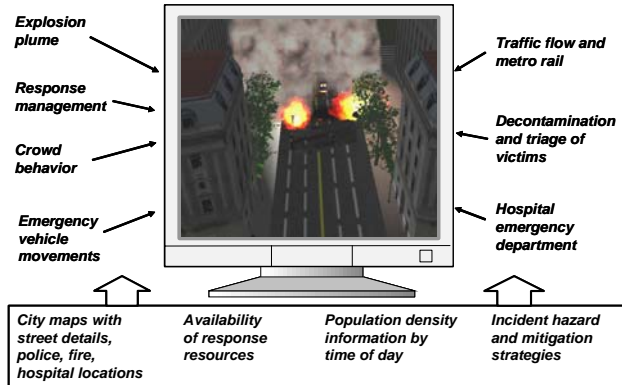 Explosion
plume
Response
management
Crowd
behavior
Emergency
vehicle
movements
Traffic flow and
metro rail
Decontamination
and triage of
victims
Hospital
emergency
department
City maps with
street details,
police, fire,
hospital locations
Availability
of response
resources
Population density
information by
time of day
Incident hazard
and mitigation
strategies